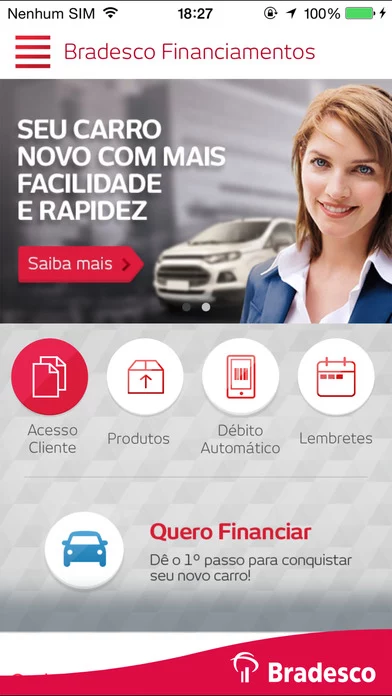 Nenhum SIM 18:27 100%
Bradesco Financiamentos
SEU CARRO
NOVO COM MAIS
FACILIDADE
E RAPIDEZ
Saiba mais
Acesso
Cliente
Produtos
Débito
Automático
Lembretes
Quero Financiar
Dê o 1º passo para conquistar
seu novo carro!
Bradesco